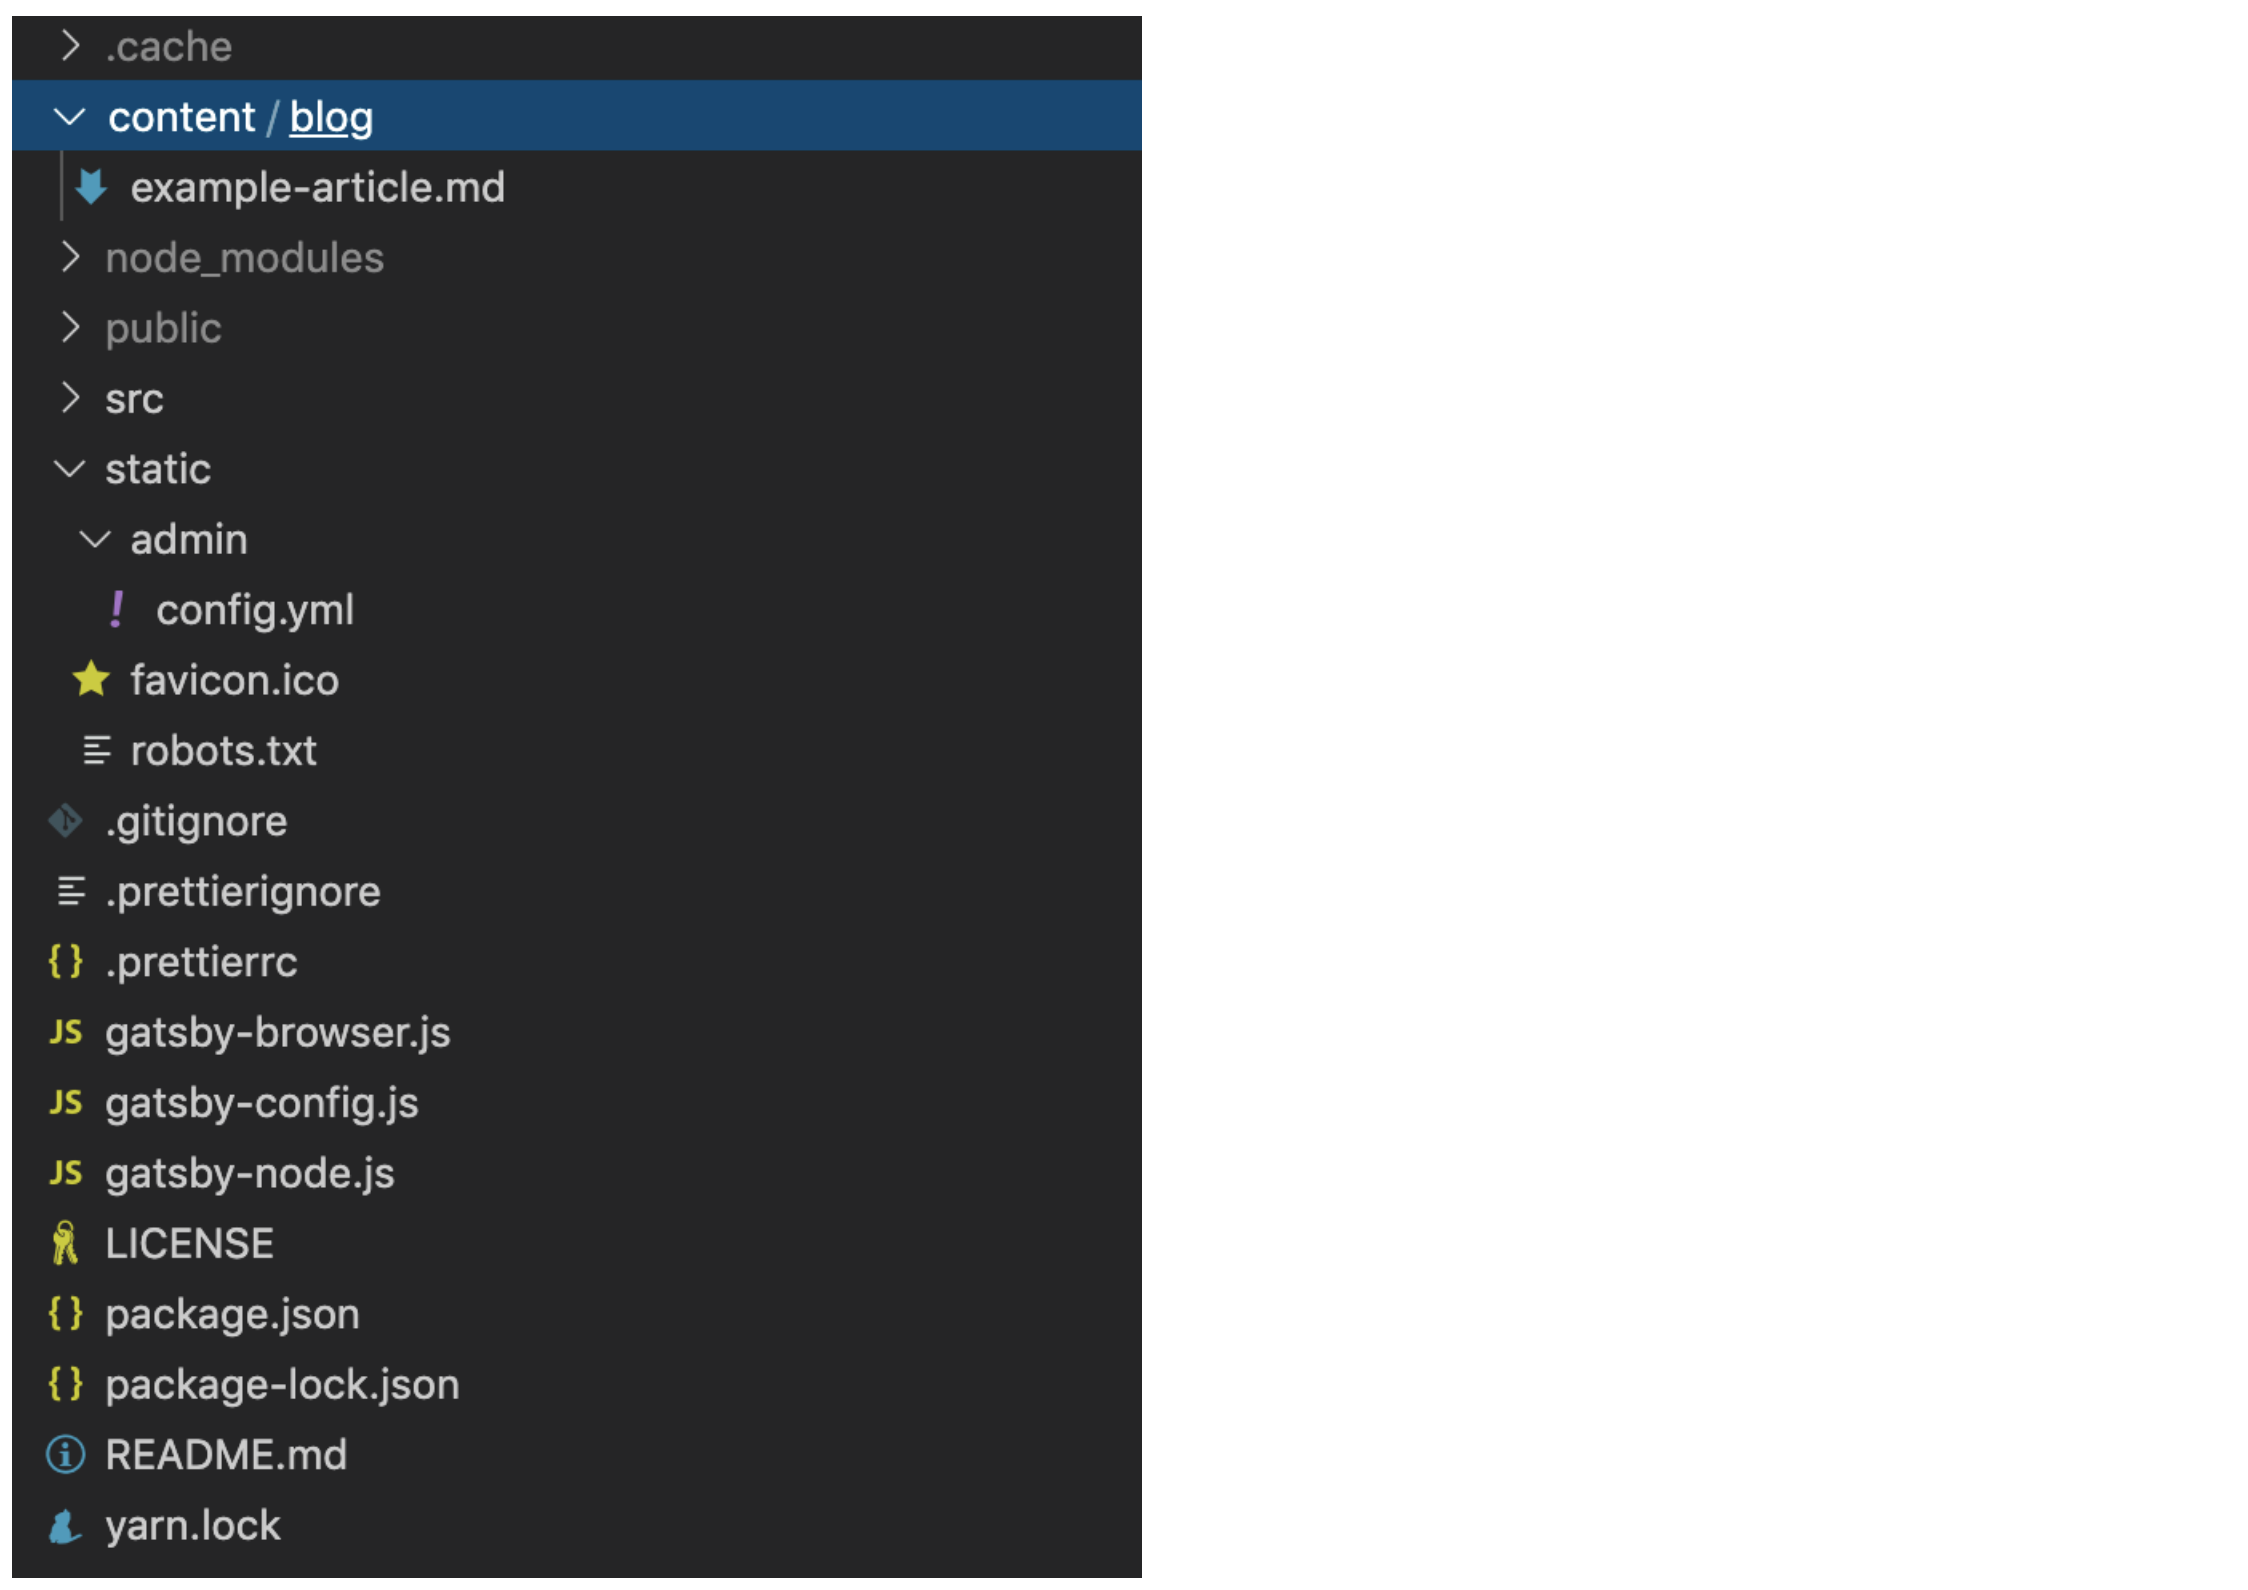 .cache
content / blog
example-article.md
node_modules
public
src
static
admin
! config.yml
favicon.ico
robots.txt
.gitignore
.prettierignore
{ } .prettierrc
JS gatsby-browser.js
JS gatsby-config.js
JS gatsby-node.js
LICENSE
{ } package.json
{ } package-lock.json
README.md
yarn.lock